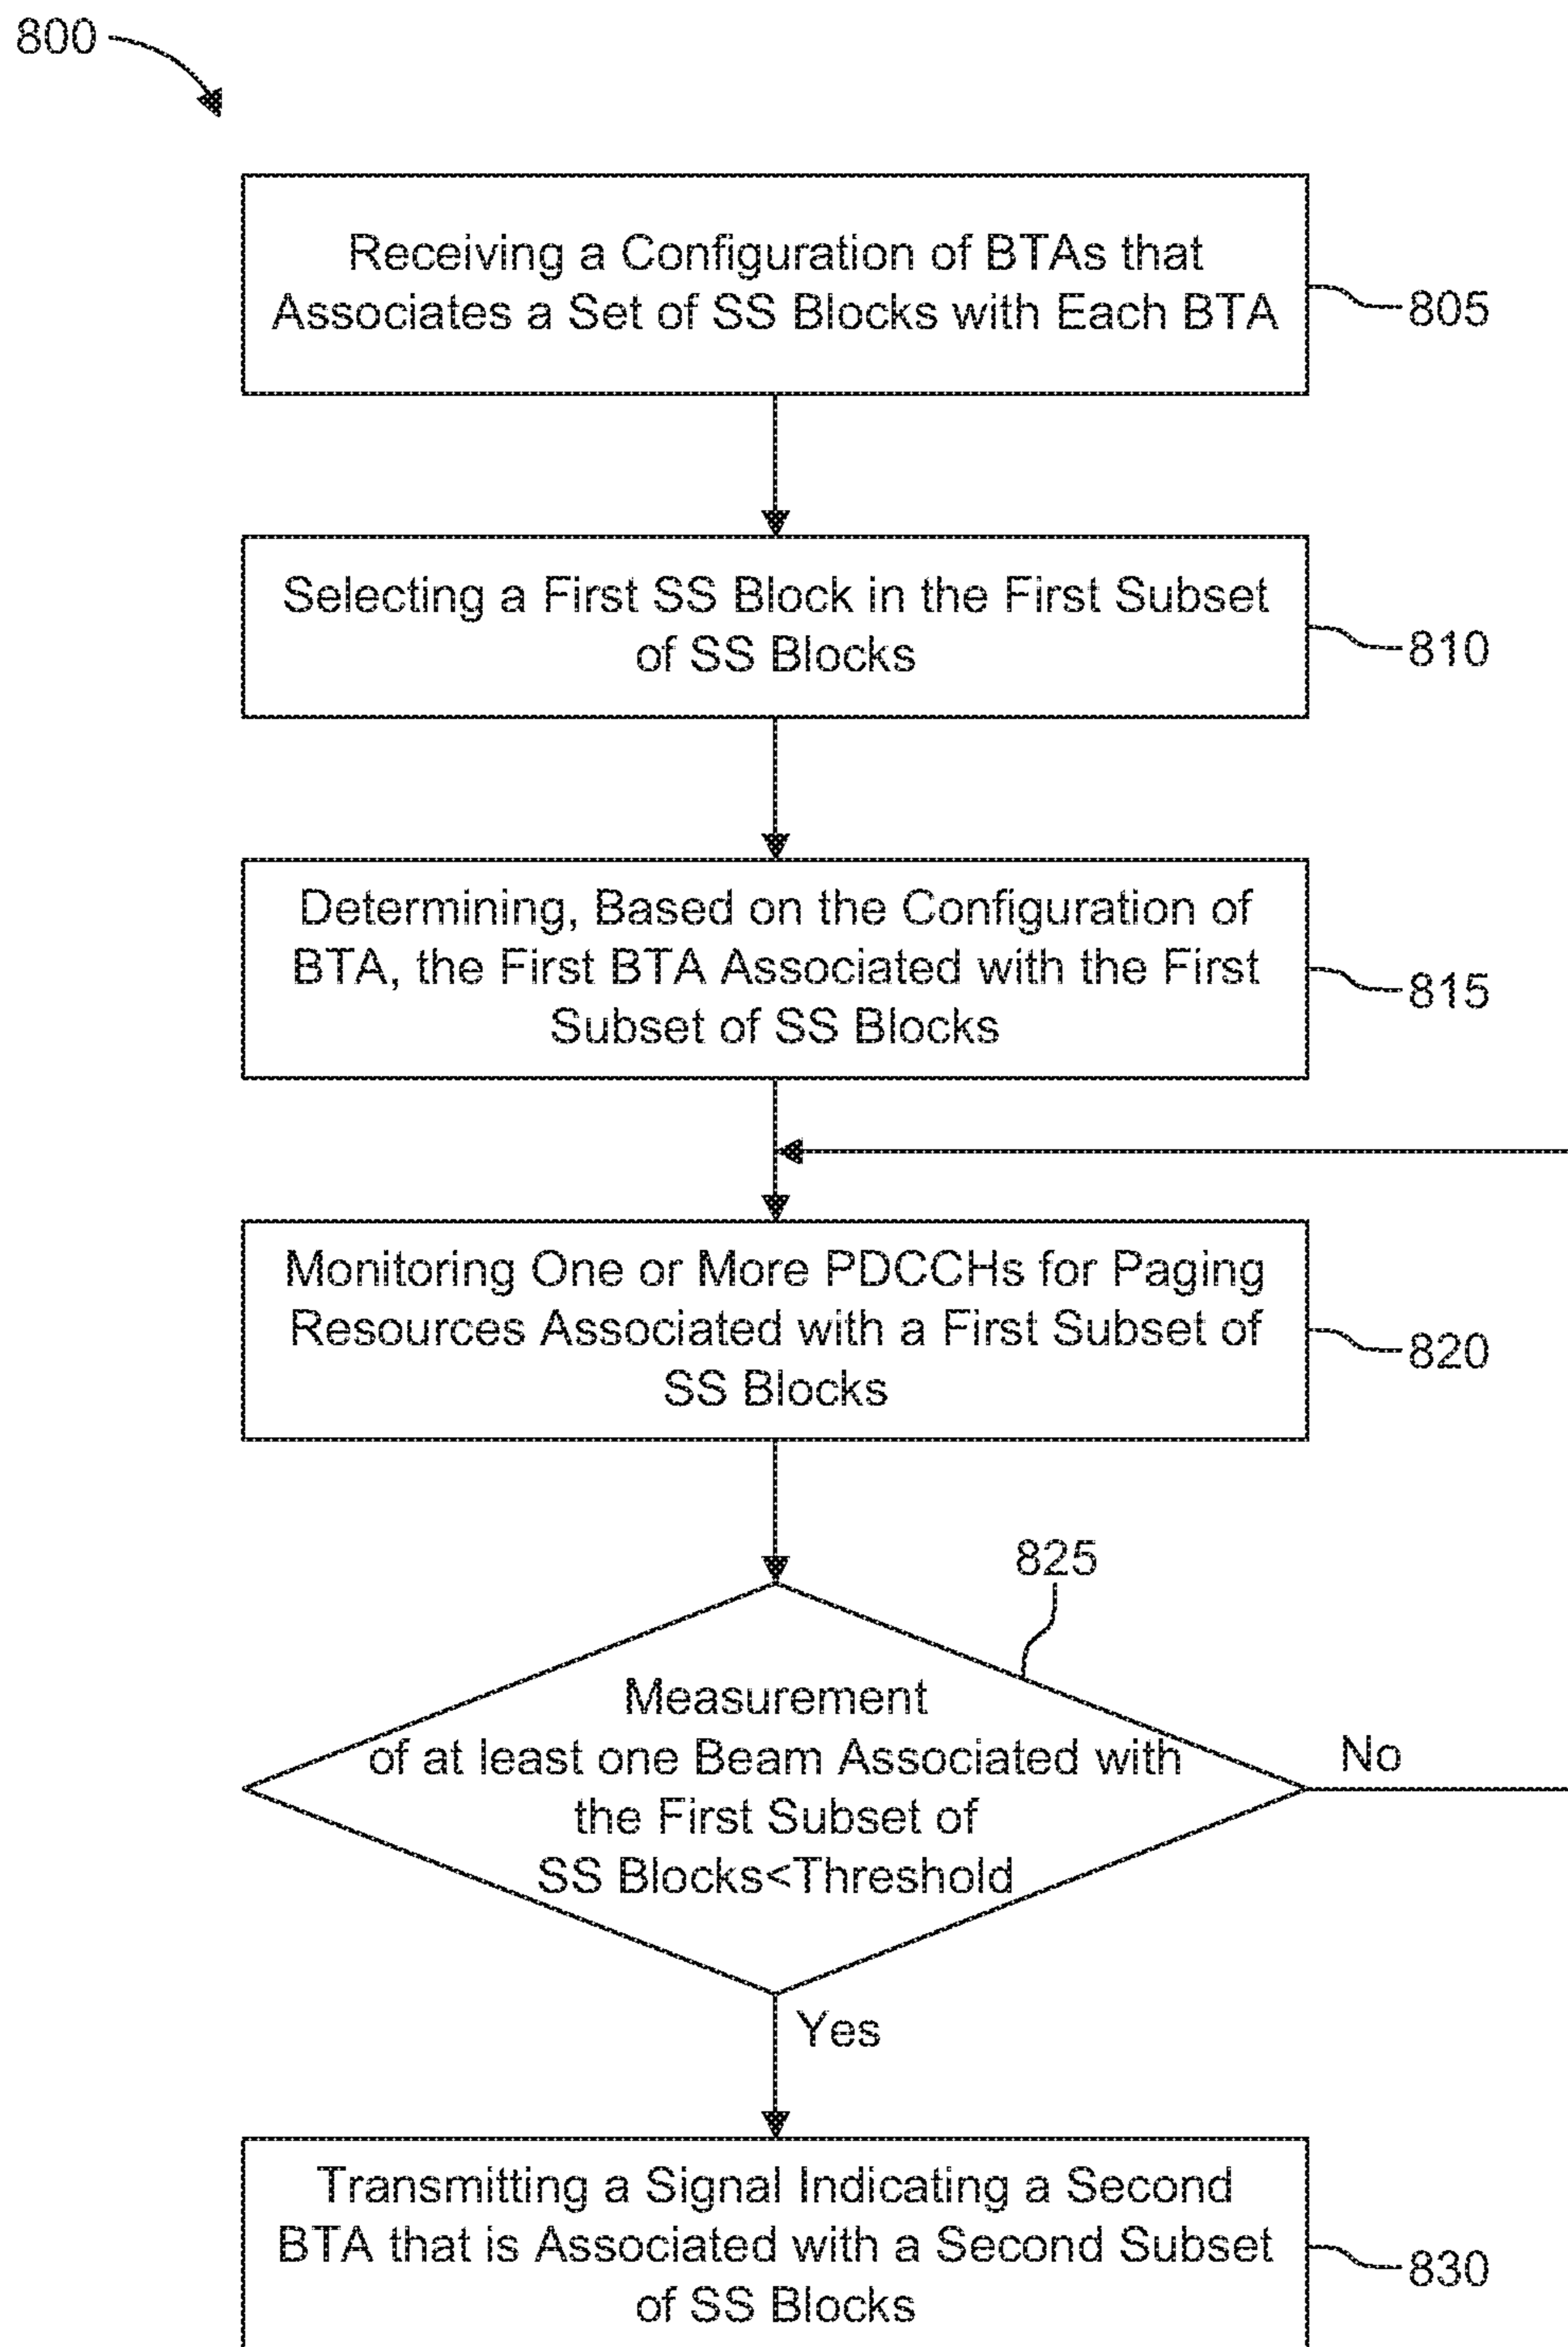 800
Receiving a Configuration of BTAs that
Associates a Set of SS Blocks with Each BTA
805
Selecting a First SS Block in the First Subset
of SS Blocks
810
Determining, Based on the Configuration of
BTA, the First BTA Associated with the First
Subset of SS Blocks
815
Monitoring One or More PDCCHs for Paging
Resources Associated with a First Subset of
SS Blocks
820
825
Measurement
of at least one Beam Associated with
the First Subset of
SS Blocks<Threshold
No
Yes
Transmitting a Signal Indicating a Second
BTA that is Associated with a Second Subset
of SS Blocks
830